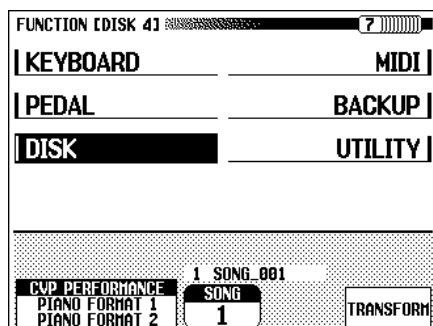 FUNCTION [DISK 4] 7
KEYBOARD MIDI
PEDAL BACKUP
DISK UTILITY
1 SONG_001
CVP PERFORMANCE
PIANO FORMAT 1
PIANO FORMAT 2
SONG
1
TRANSFORM